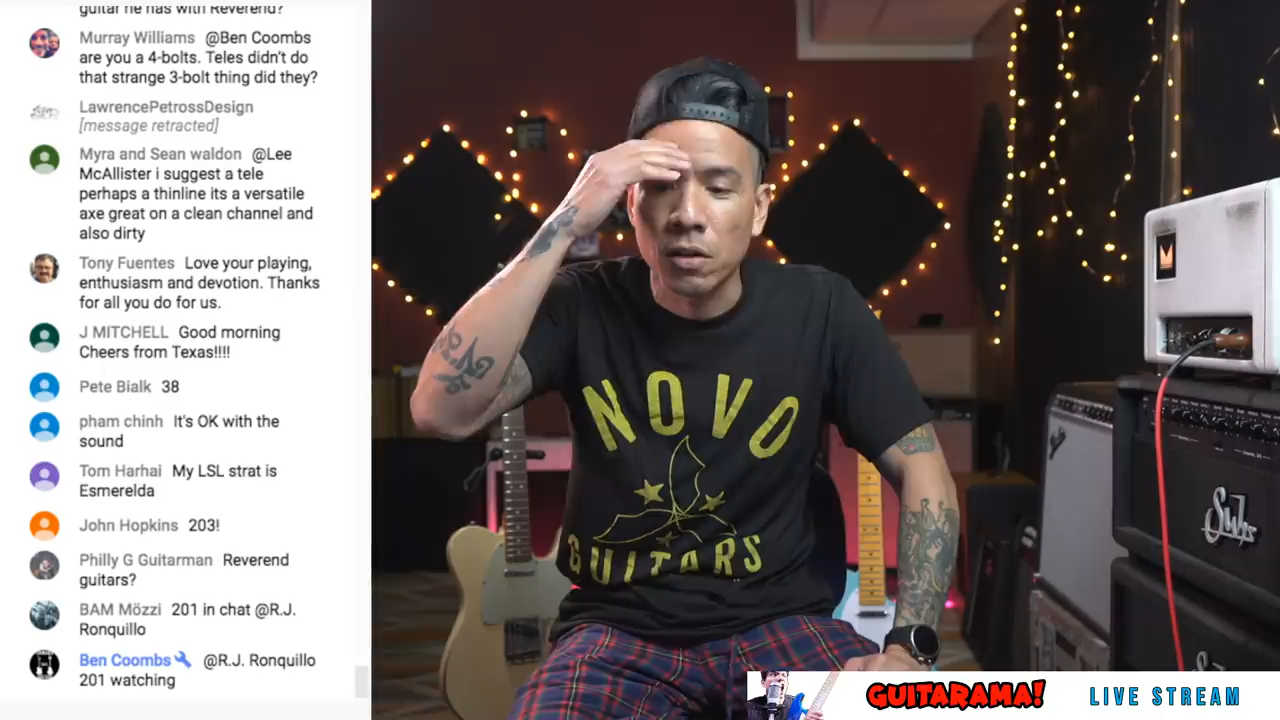 guitar he has with Reverend?
Murray Williams @Ben Coombs
are you a 4-bolts. Teles didn't do
that strange 3-bolt thing did they?
LawrencePetrossDesign
[message retracted]
Myra and Sean waldon @Lee
McAllister i suggest a tele
perhaps a thinline its a versatile
axe great on a clean channel and
also dirty
Tony Fuentes Love your playing,
enthusiasm and devotion. Thanks
for all you do for us.
J MITCHELL Good morning
Cheers from Texas!!!!
Pete Bialk 38
pham chinh It's OK with the
sound
Tom Harhai My LSL strat is
Esmerelda
John Hopkins 203!
Philly G Guitarman Reverend
guitars?
BAM Mözzi 201 in chat @R.J.
Ronquillo
Ben Coombs @R.J. Ronquillo
201 watching
NOVO
GUITARS
Suhr
GUITARAMA! LIVE STREAM